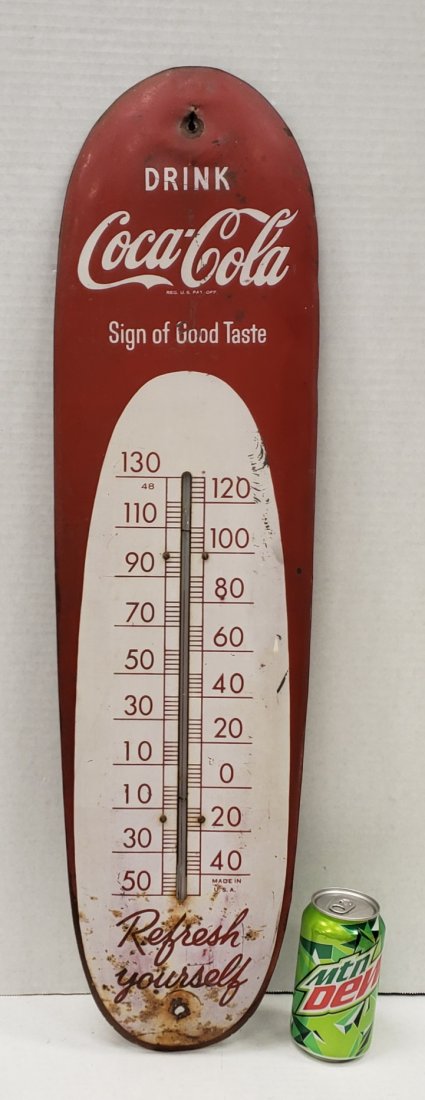 DRINK
Coca-Cola
REG. U.S. PAT. OFF.
Sign of Good Taste
130
48
120
110
100
90
80
70
60
50
40
30
20
10
0
10
20
30
40
50
MADE IN
U.S.A.
Refresh
yourself
mtn
DEW